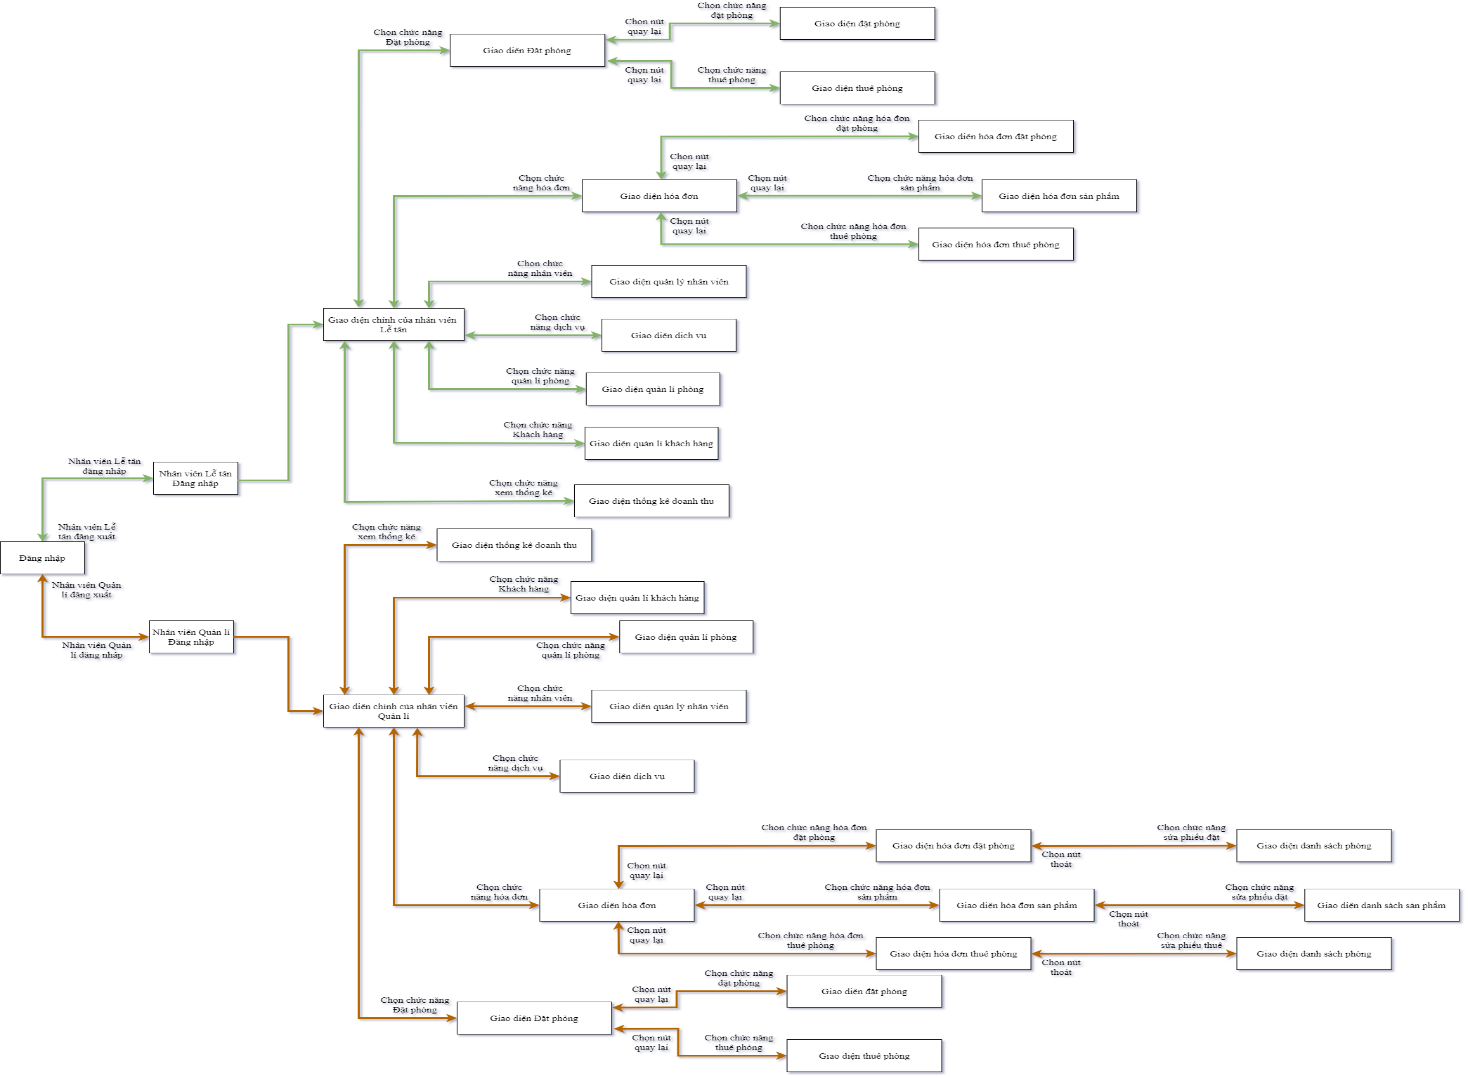 Chọn chức năng
đặt phòng
Chọn nút
quay lại
Giao diện đặt phòng
Chọn chức năng
Đặt phòng
Giao diện Đặt phòng
Chọn nút
quay lại
Chọn chức năng
thuê phòng
Giao diện thuê phòng
Chọn chức năng hóa đơn
đặt phòng
Giao diện hóa đơn đặt phòng
Chọn nút
quay lại
Chọn chức
năng hóa đơn
Giao diện hóa đơn
Chọn nút
quay lại
Chọn chức năng hóa đơn
sản phẩm
Giao diện hóa đơn sản phẩm
Chọn nút
quay lại
Chọn chức năng hóa đơn
thuê phòng
Giao diện hóa đơn thuê phòng
Chọn chức
năng nhân viên
Giao diện quản lý nhân viên
Giao diện chính của nhân viên
Lễ tân
Chọn chức
năng dịch vụ
Giao diện dịch vụ
Chọn chức năng
quản lí phòng
Giao diện quản lí phòng
Chọn chức năng
Khách hàng
Giao diện quản lí khách hàng
Nhân viên Lễ tân
đăng nhập
Nhân viên Lễ tân
Đăng nhập
Chọn chức năng
xem thống kê
Giao diện thống kê doanh thu
Nhân viên Lễ
tân đăng xuất
Đăng nhập
Chọn chức năng
xem thống kê
Giao diện thống kê doanh thu
Nhân viên Quản
lí đăng xuất
Chọn chức năng
Khách hàng
Giao diện quản lí khách hàng
Nhân viên Quản
lí đăng nhập
Nhân viên Quản lí
Đăng nhập
Chọn chức năng
quản lí phòng
Giao diện quản lí phòng
Giao diện chính của nhân viên
Quản lí
Chọn chức
năng nhân viên
Giao diện quản lý nhân viên
Chọn chức
năng dịch vụ
Giao diện dịch vụ
Chọn chức năng hóa đơn
đặt phòng
Giao diện hóa đơn đặt phòng
Chọn nút
thoát
Chọn chức năng
sửa phiếu đặt
Giao diện danh sách phòng
Chọn nút
quay lại
Chọn chức
năng hóa đơn
Giao diện hóa đơn
Chọn nút
quay lại
Chọn chức năng hóa đơn
sản phẩm
Giao diện hóa đơn sản phẩm
Chọn nút
thoát
Chọn chức năng
sửa phiếu đặt
Giao diện danh sách sản phẩm
Chọn nút
quay lại
Chọn chức năng hóa đơn
thuê phòng
Giao diện hóa đơn thuê phòng
Chọn nút
thoát
Chọn chức năng
sửa phiếu thuê
Giao diện danh sách phòng
Chọn chức năng
Đặt phòng
Giao diện Đặt phòng
Chọn nút
quay lại
Chọn chức năng
đặt phòng
Giao diện đặt phòng
Chọn nút
quay lại
Chọn chức năng
thuê phòng
Giao diện thuê phòng